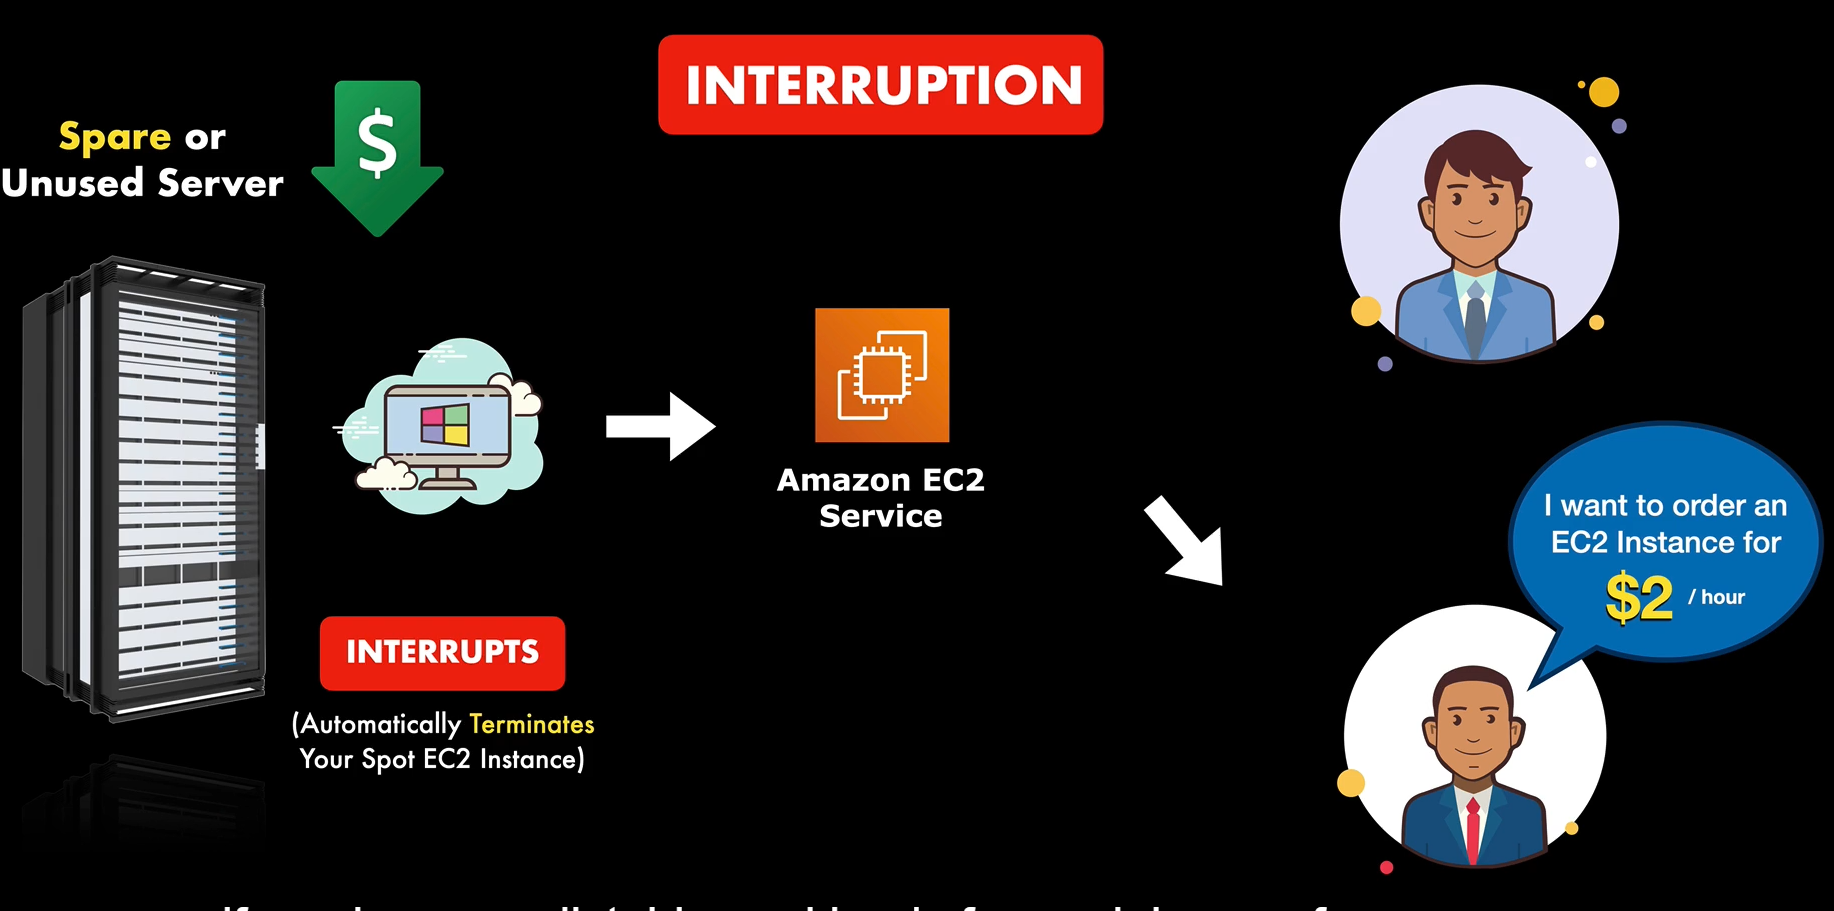 INTERRUPTION
Spare or
Unused Server
$
Amazon EC2
Service
I want to order an
EC2 Instance for
$2 / hour
INTERRUPTS
(Automatically Terminates
Your Spot EC2 Instance)